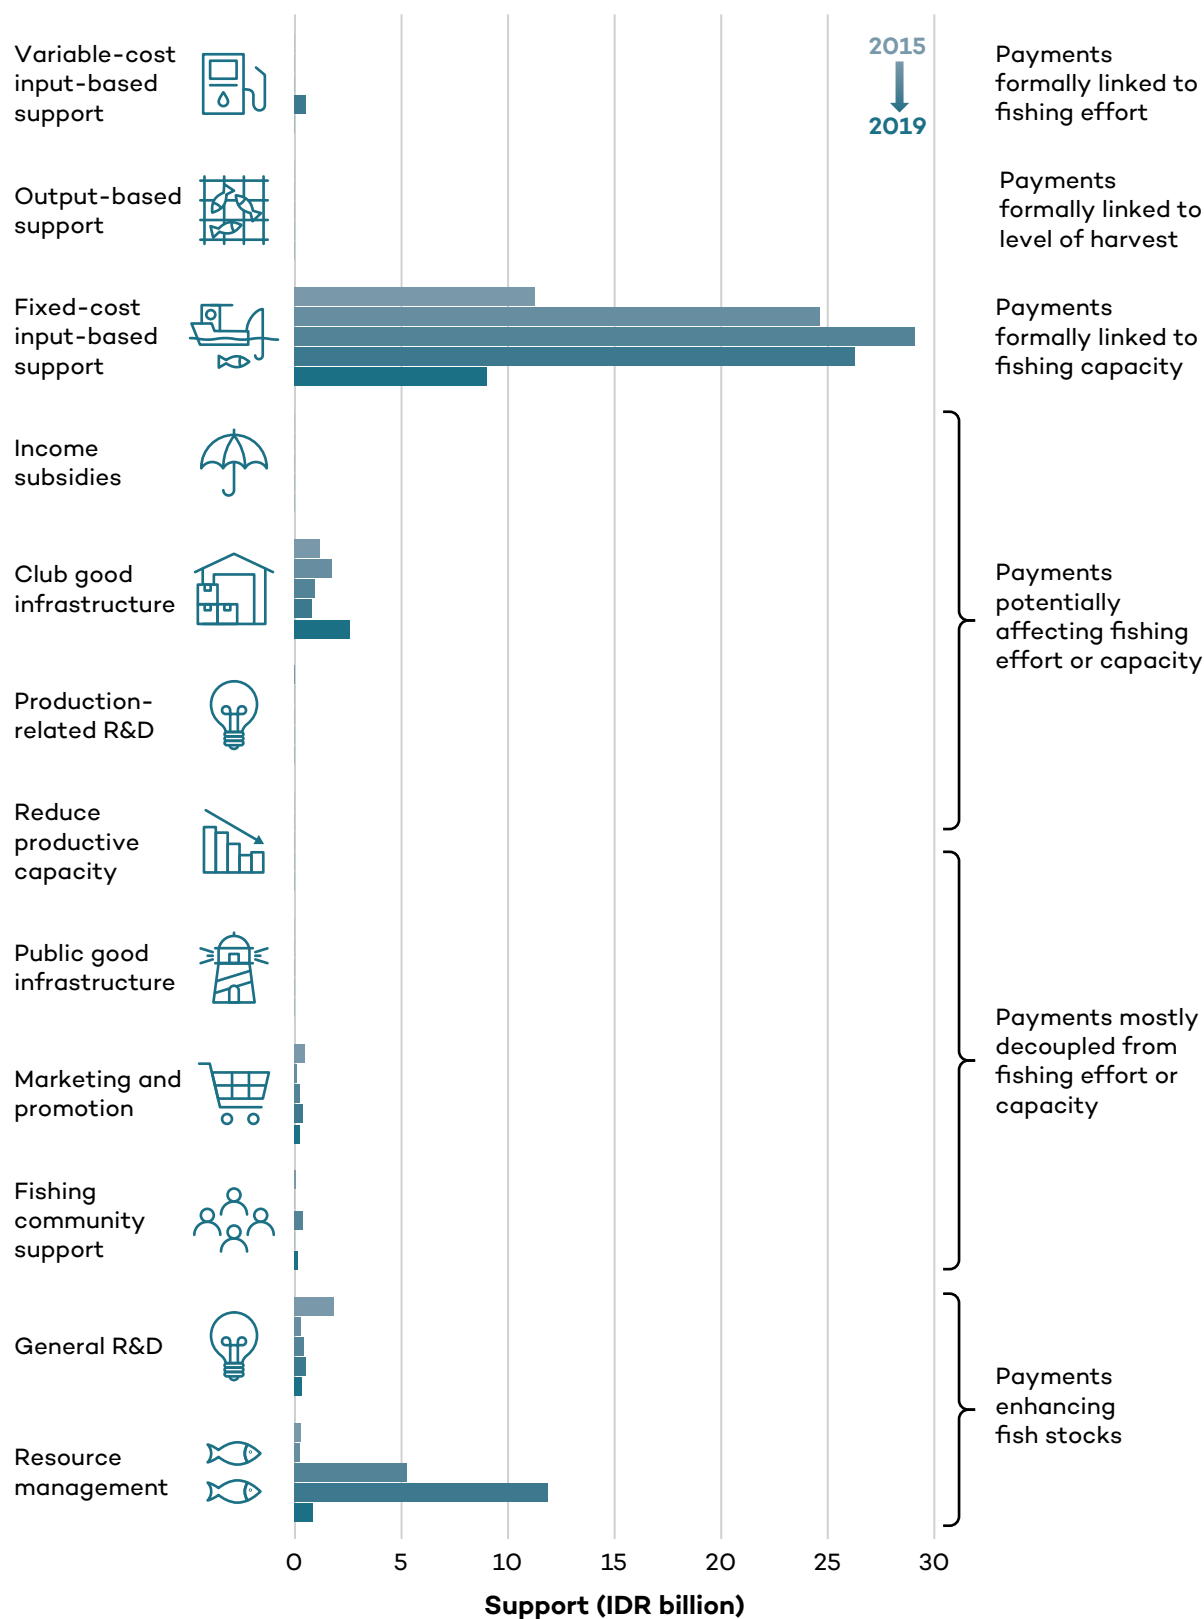 Variable-cost
input-based
support
2015
2019
Payments
formally linked to
fishing effort
Output-based
support
Payments
formally linked to
level of harvest
Fixed-cost
input-based
support
Payments
formally linked to
fishing capacity
Income
subsidies
Club good
infrastructure
Production-
related R&D
Payments
potentially
affecting fishing
effort or capacity
Reduce
productive
capacity
Public good
infrastructure
Marketing and
promotion
Fishing
community
support
Payments mostly
decoupled from
fishing effort or
capacity
General R&D
Resource
management
Payments
enhancing
fish stocks
0 5 10 15 20 25 30
Support (IDR billion)